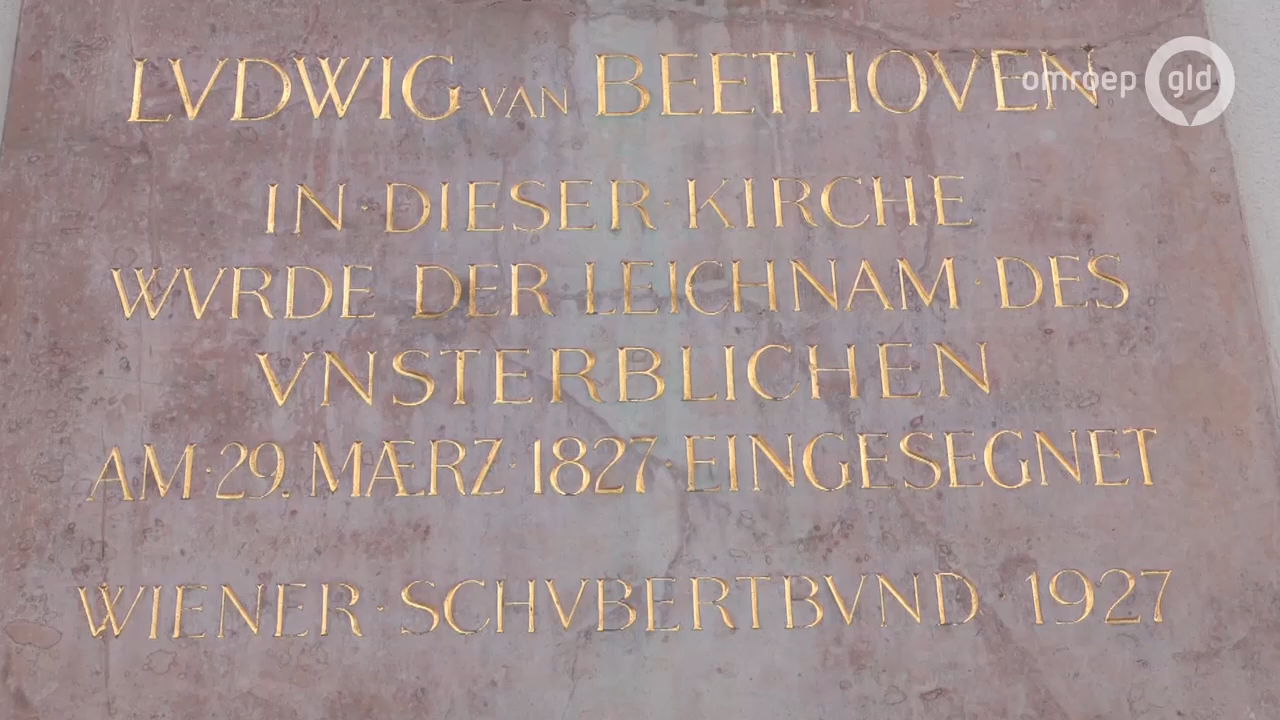 LVDWIG VAN BEETHOVEN
omroep gld
IN · DIESER · KIRCHE
WVRDE DER LEICHNAM · DES
VNSTERBLICHEN
AM · 29. MÆRZ · 1827 · EINGESEGNET
WIENER · SCHVBERTBVND 1927